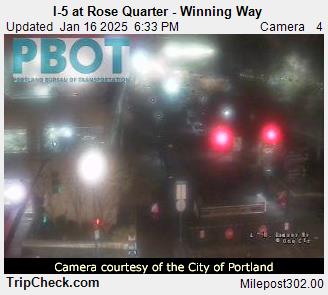 I-5 at Rose Quarter - Winning Way
Updated Jan 16 2025 6:33 PM Camera 4
PBOT
PORTLAND BUREAU OF TRANSPORTATION
Camera courtesy of the City of Portland
TripCheck.com Milepost302.00